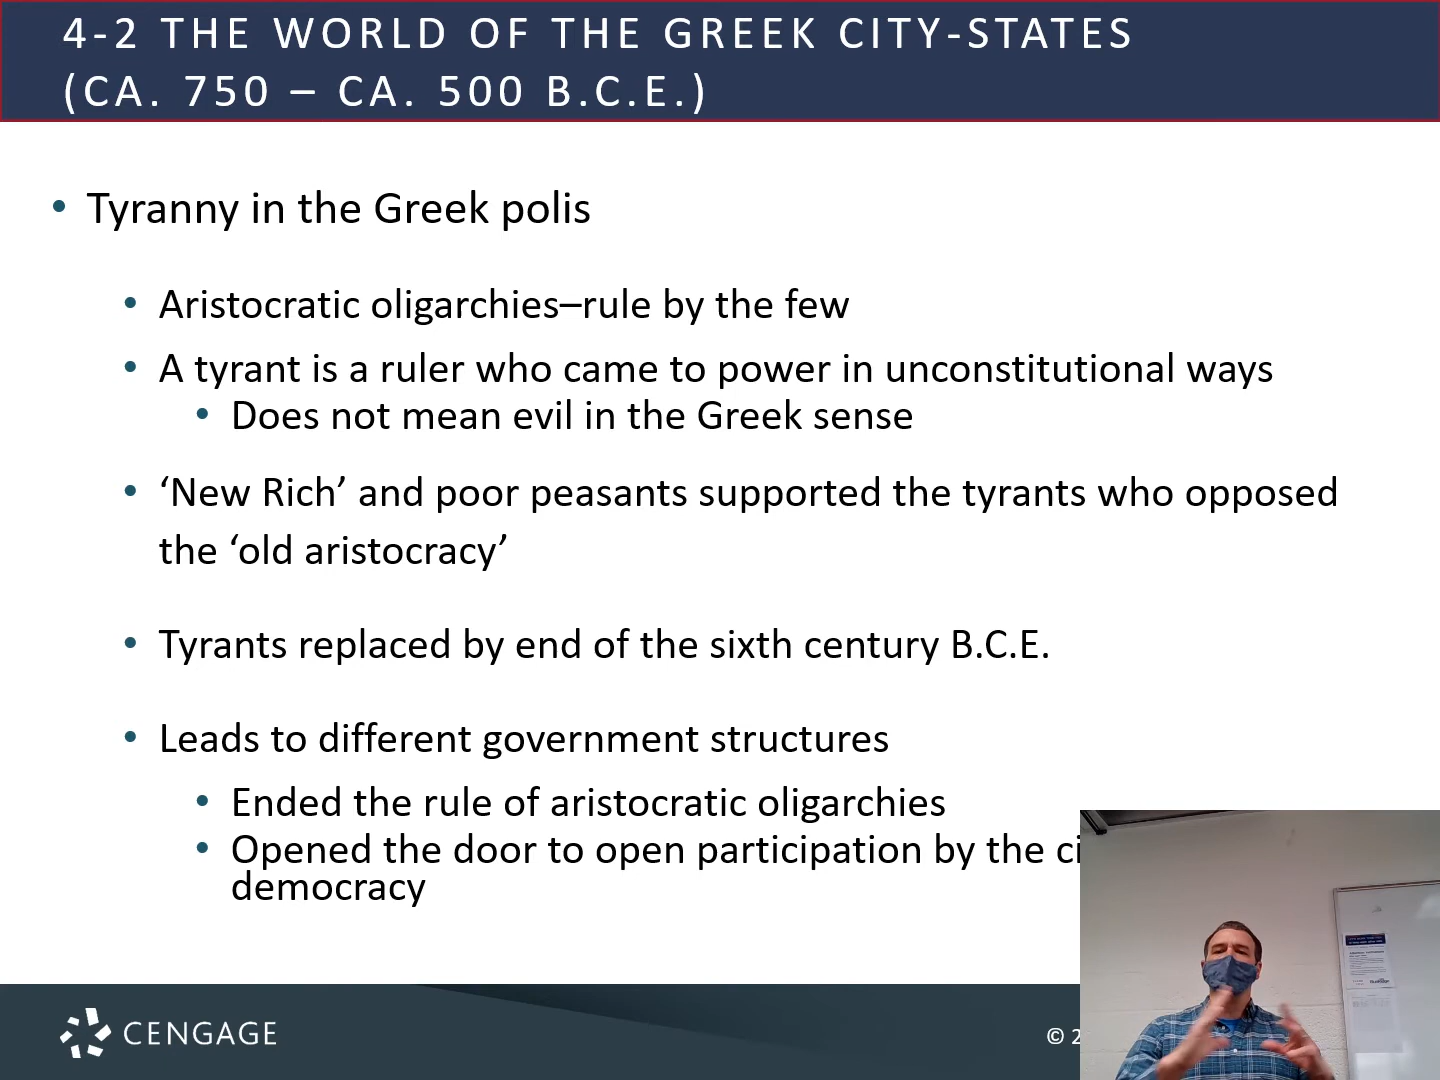 4-2 THE WORLD OF THE GREEK CITY-STATES
(CA. 750 – CA. 500 B.C.E.)
• Tyranny in the Greek polis
• Aristocratic oligarchies–rule by the few
• A tyrant is a ruler who came to power in unconstitutional ways
• Does not mean evil in the Greek sense
• ‘New Rich’ and poor peasants supported the tyrants who opposed
the ‘old aristocracy’
• Tyrants replaced by end of the sixth century B.C.E.
• Leads to different government structures
• Ended the rule of aristocratic oligarchies
• Opened the door to open participation by the
democracy
CENGAGE
© 2